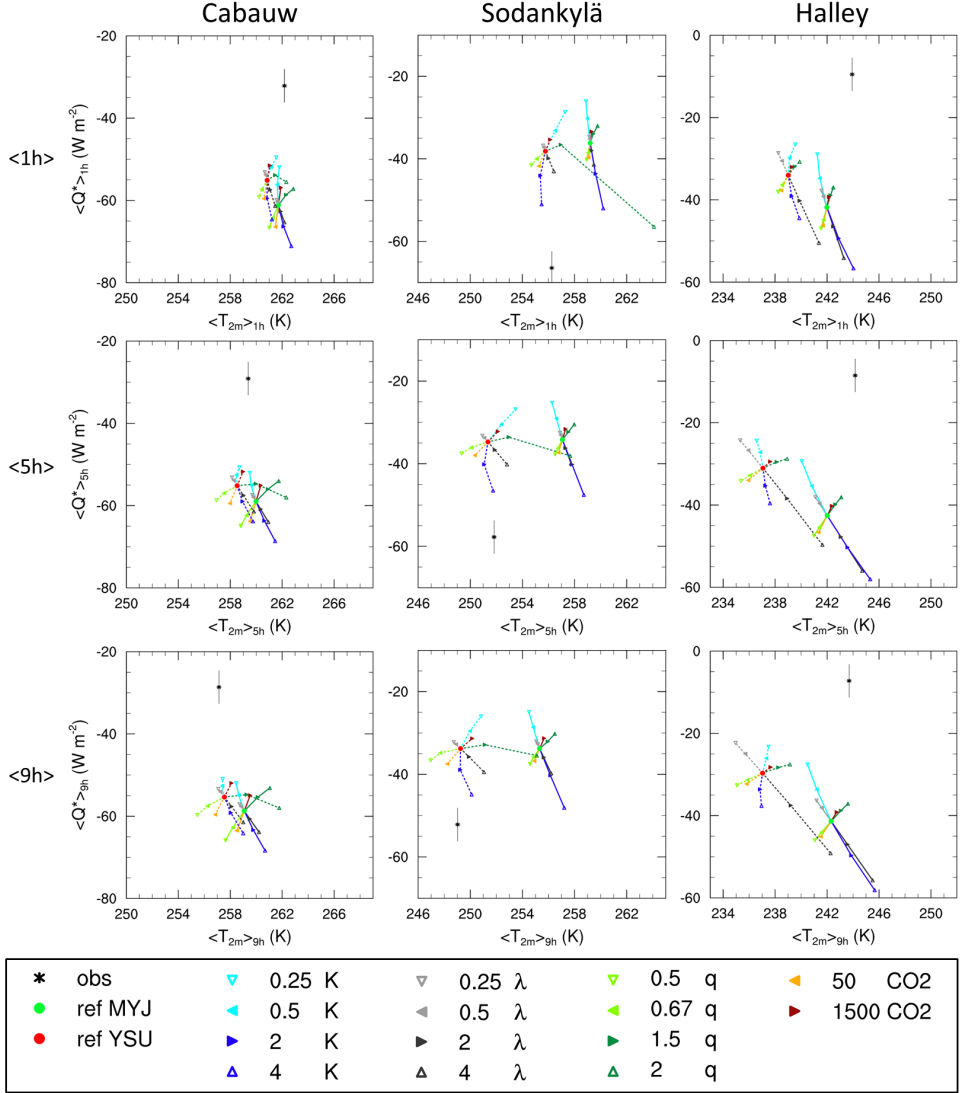 Cabauw Sodankylä Halley
<1h>
<Q*>1h (W m-2)
-20
-40
-60
-80
250 254 258 262 266
<T2m>1h (K)
-20
-40
-60
246 250 254 258 262
<T2m>1h (K)
0
-20
-40
-60
234 238 242 246 250
<T2m>1h (K)
<5h>
<Q*>5h (W m-2)
-20
-40
-60
-80
250 254 258 262 266
<T2m>5h (K)
-20
-40
-60
246 250 254 258 262
<T2m>5h (K)
0
-20
-40
-60
234 238 242 246 250
<T2m>5h (K)
<9h>
<Q*>9h (W m-2)
-20
-40
-60
-80
250 254 258 262 266
<T2m>9h (K)
-20
-40
-60
246 250 254 258 262
<T2m>9h (K)
0
-20
-40
-60
234 238 242 246 250
<T2m>9h (K)
obs 0.25 K 0.25 λ 0.5 q 50 CO2
ref MYJ 0.5 K 0.5 λ 0.67 q 1500 CO2
ref YSU 2 K 2 λ 1.5 q
4 K 4 λ 2 q